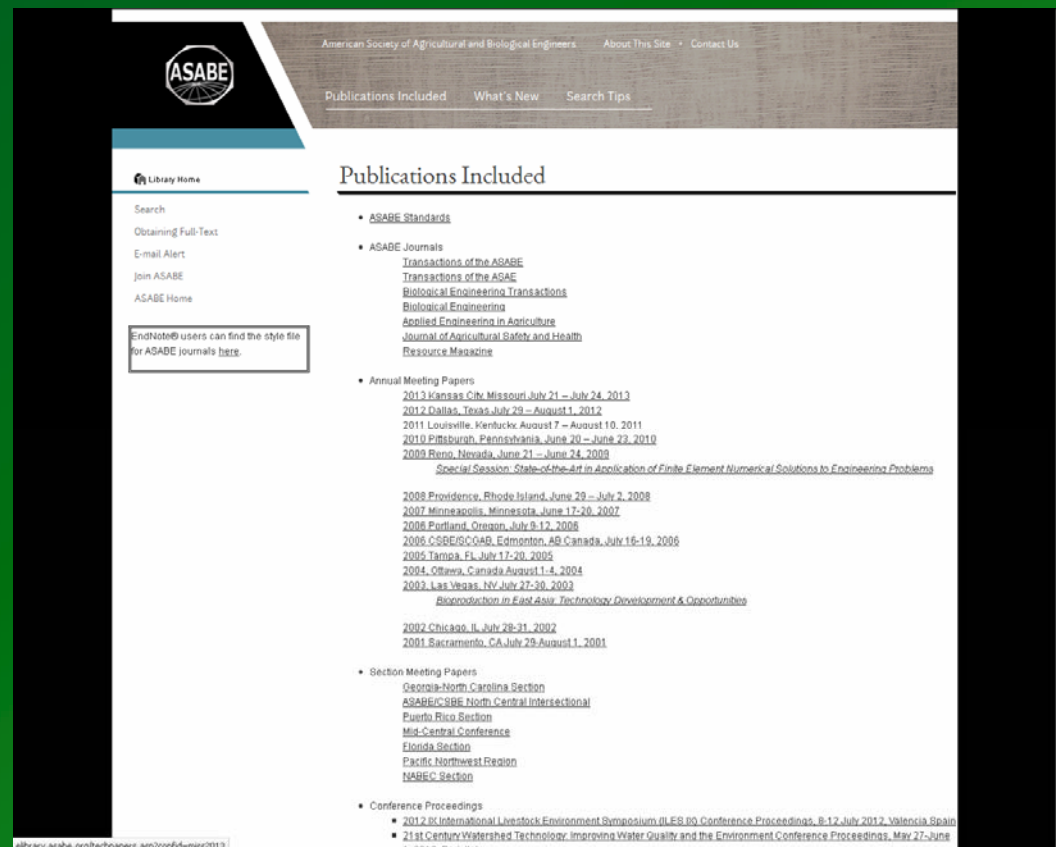 American Society of Agricultural and Biological Engineers About This Site • Contact Us
ASABE
Publications Included What's New Search Tips
Library Home
Search
Obtaining Full-Text
E-mail Alert
Join ASABE
ASABE Home
EndNote® users can find the style file
for ASABE journals here.
Publications Included
• ASABE Standards
• ASABE Journals
Transactions of the ASABE
Transactions of the ASAE
Biological Engineering Transactions
Biological Engineering
Applied Engineering in Agriculture
Journal of Agricultural Safety and Health
Resource Magazine
• Annual Meeting Papers
2013 Kansas City, Missouri July 21 – July 24, 2013
2012 Dallas, Texas July 29 – August 1, 2012
2011 Louisville, Kentucky, August 7 – August 10, 2011
2010 Pittsburgh, Pennsylvania, June 20 – June 23, 2010
2009 Reno, Nevada, June 21 – June 24, 2009
Special Session: State-of-the-Art in Application of Finite Element Numerical Solutions to Engineering Problems
2008 Providence, Rhode Island, June 29 – July 2, 2008
2007 Minneapolis, Minnesota, June 17-20, 2007
2006 Portland, Oregon, July 9-12, 2006
2006 CSBE/SCGAB, Edmonton, AB Canada, July 16-19, 2006
2005 Tampa, FL July 17-20, 2005
2004, Ottawa, Canada August 1-4, 2004
2003, Las Vegas, NV July 27-30, 2003
Bioproduction in East Asia: Technology Development & Opportunities
2002 Chicago, IL July 28-31, 2002
2001 Sacramento, CA July 29-August 1, 2001
• Section Meeting Papers
Georgia-North Carolina Section
ASABE/CSBE North Central Intersectional
Puerto Rico Section
Mid-Central Conference
Florida Section
Pacific Northwest Region
NABEC Section
• Conference Proceedings
■ 2012 IX International Livestock Environment Symposium (ILES IX) Conference Proceedings, 8-12 July 2012, Valencia Spain
■ 21st Century Watershed Technology: Improving Water Quality and the Environment Conference Proceedings, May 27-June
elibrary.asabe.org/techpapers.asp?confid=miss2013